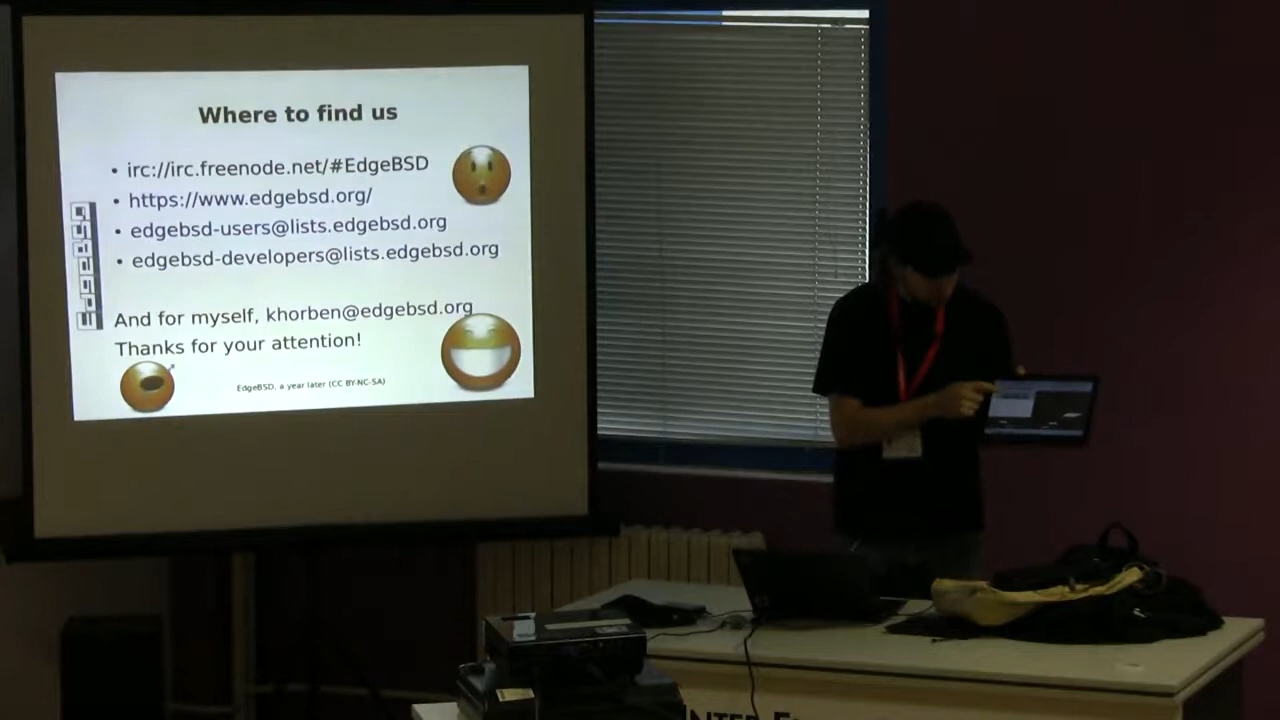 Where to find us
• irc://irc.freenode.net/#EdgeBSD
• https://www.edgebsd.org/
• edgebsd-users@lists.edgebsd.org
• edgebsd-developers@lists.edgebsd.org
And for myself, khorben@edgebsd.org
Thanks for your attention!
EdgeBSD, a year later (CC BY-NC-SA)
INTER